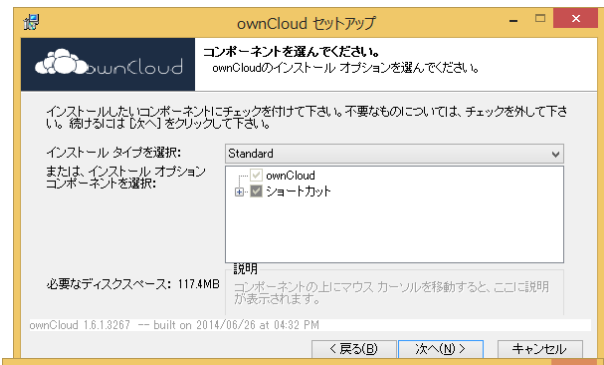 ownCloud セットアップ
ownCloud
コンポーネントを選んでください。
ownCloudのインストール オプションを選んでください。
インストールしたいコンポーネントにチェックを付けて下さい。不要なものについては、チェックを外して下さ
い。続けるには [次へ] をクリックして下さい。
インストール タイプを選択:
Standard
または、インストール オプション
コンポーネントを選択:
ownCloud
ショートカット
説明
必要なディスクスペース: 117.4MB
コンポーネントの上にマウス カーソルを移動すると、ここに説明
が表示されます。
ownCloud 1.6.1.3267 -- built on 2014/06/26 at 04:32 PM
< 戻る(B)
次へ(N) >
キャンセル